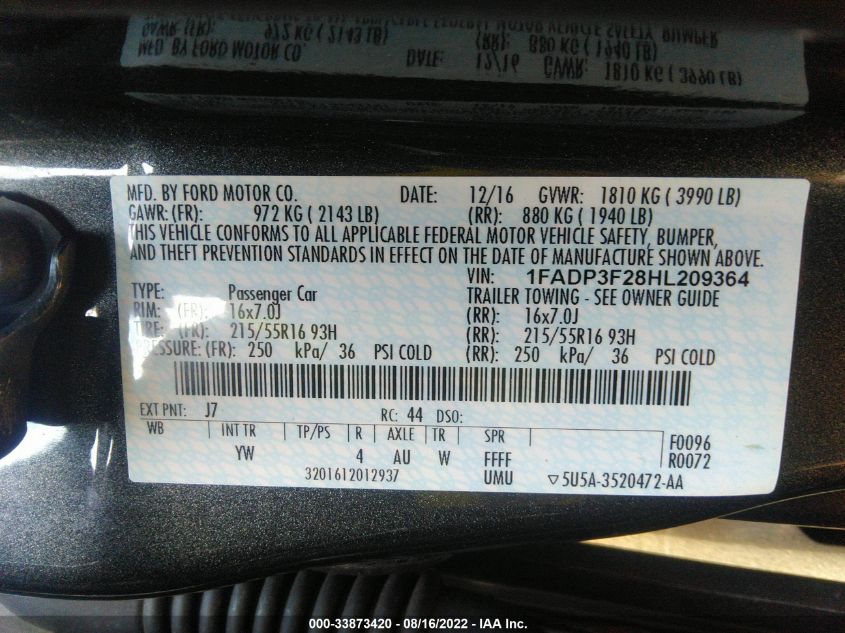 MFD. BY FORD MOTOR CO. DATE: 12/16 GVWR: 1810 KG ( 3990 LB)
GAWR: (FR): 972 KG ( 2143 LB) (RR): 880 KG ( 1940 LB)
THIS VEHICLE CONFORMS TO ALL APPLICABLE FEDERAL MOTOR VEHICLE SAFETY, BUMPER,
AND THEFT PREVENTION STANDARDS IN EFFECT ON THE DATE OF MANUFACTURE SHOWN ABOVE.
VIN: 1FADP3F28HL209364
TYPE: Passenger Car TRAILER TOWING - SEE OWNER GUIDE
RIM: (FR): 16x7.0J (RR): 16x7.0J
TIRE: (FR): 215/55R16 93H (RR): 215/55R16 93H
PRESSURE: (FR): 250 kPa/ 36 PSI COLD (RR): 250 kPa/ 36 PSI COLD
EXT PNT: J7 RC: 44 DSO:
WB INT TR TP/PS R AXLE TR SPR F0096
YW 4 AU W FFFF R0072
3201612012937 UMU ▽5U5A-3520472-AA
000-33873420 - 08/16/2022 - IAA Inc.